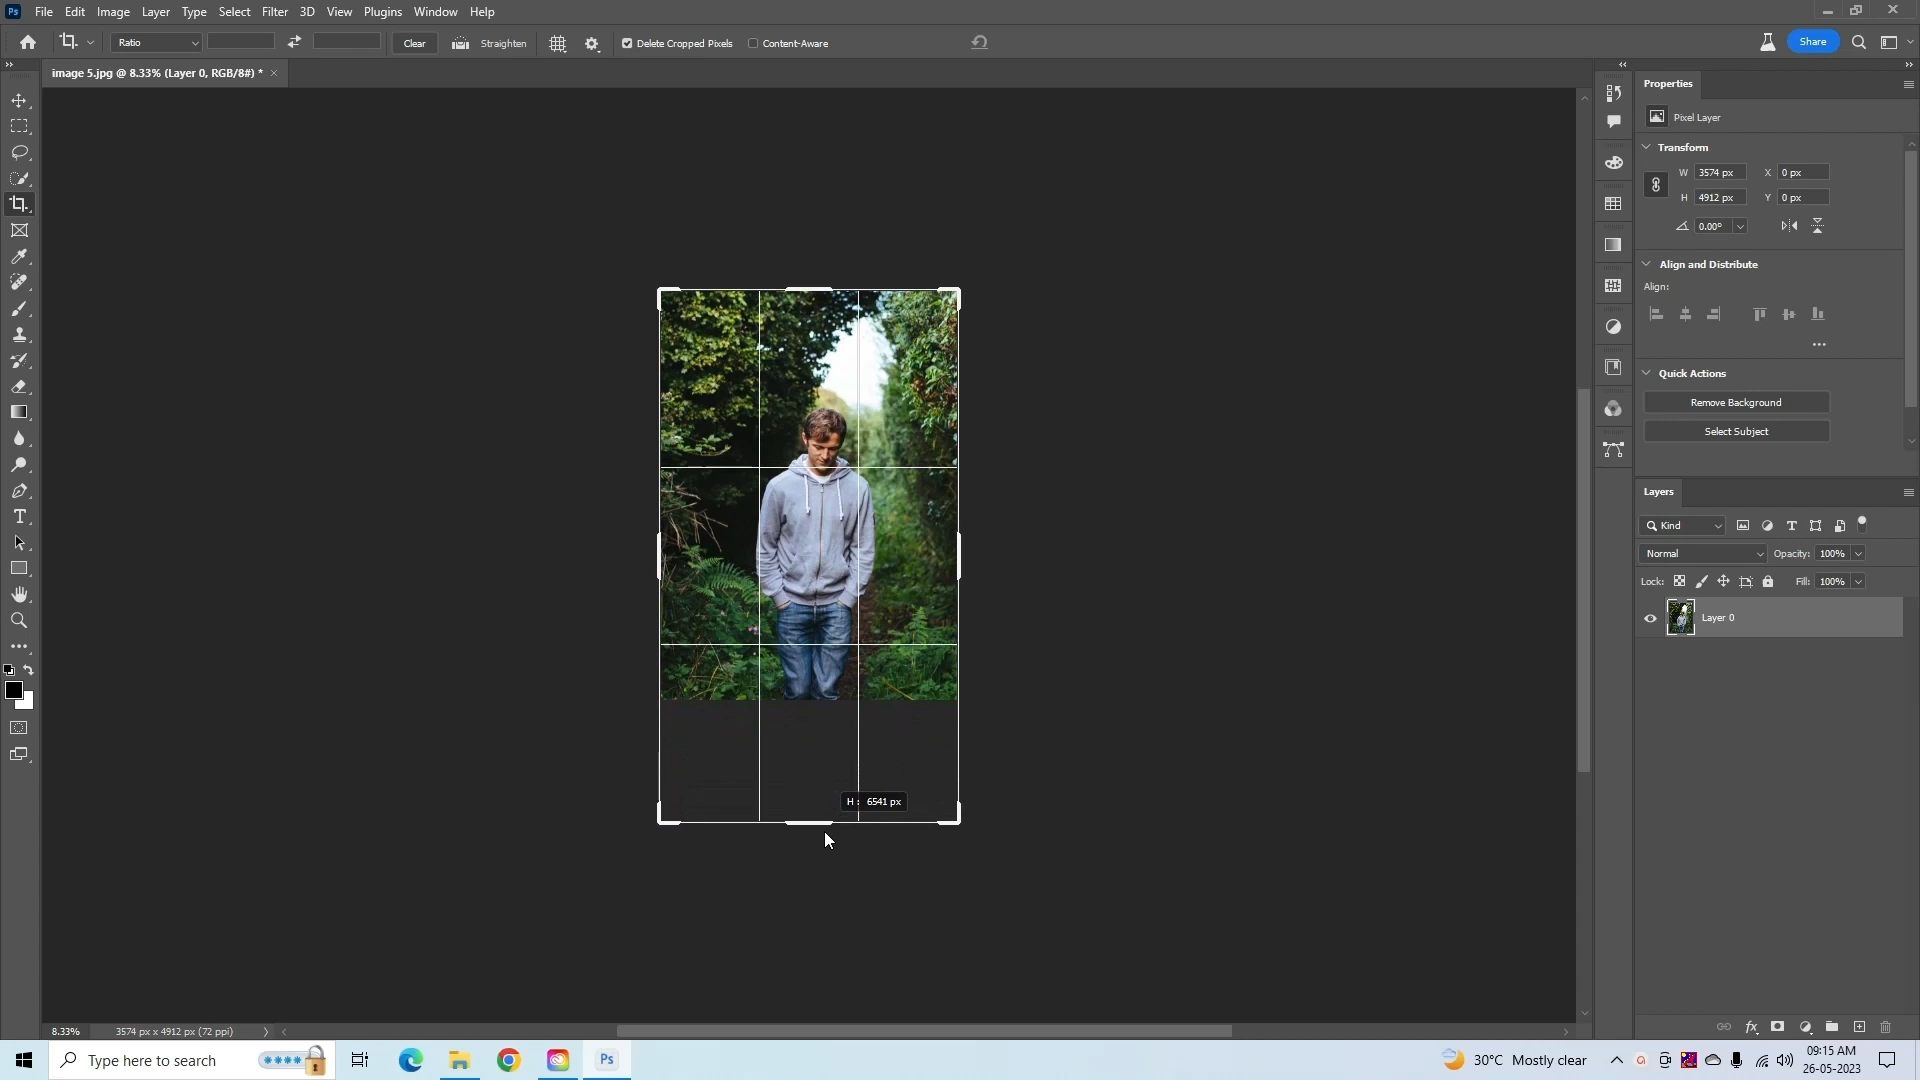 Ps File Edit Image Layer Type Select Filter 3D View Plugins Window Help
Ratio Clear Straighten Delete Cropped Pixels Content-Aware Share
image 5.jpg @ 8.33% (Layer 0, RGB/8#) * ×
Properties
Pixel Layer
Transform
W 3574 px X 0 px
H 4912 px Y 0 px
0.00°
Align and Distribute
Align:
Quick Actions
Remove Background
Select Subject
Layers
Kind
Normal Opacity: 100%
Lock: Fill: 100%
Layer 0
H : 6541 px
8.33% 3574 px x 4912 px (72 ppi)
Type here to search Ps 30°C Mostly clear 09:15 AM
26-05-2023